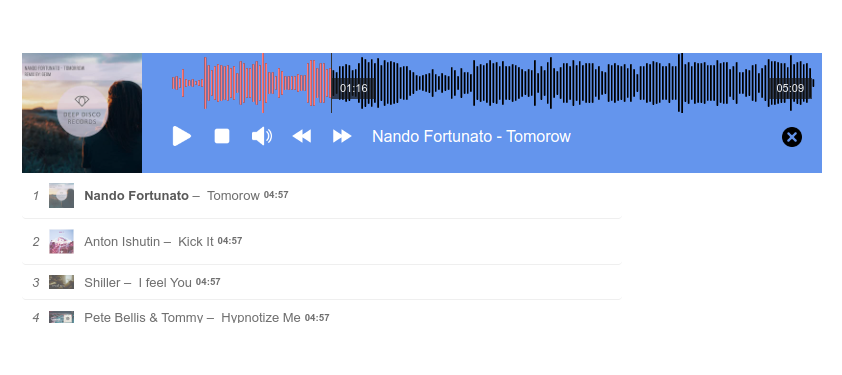 NANDO FORTUNATO - TOMORROW
DEEP DISCO
RECORDS
01:16
05:09
Nando Fortunato - Tomorow
1 Nando Fortunato – Tomorow 04:57
2 Anton Ishutin – Kick It 04:57
3 Shiller – I feel You 04:57
4 Pete Bellis & Tommy – Hypnotize Me 04:57